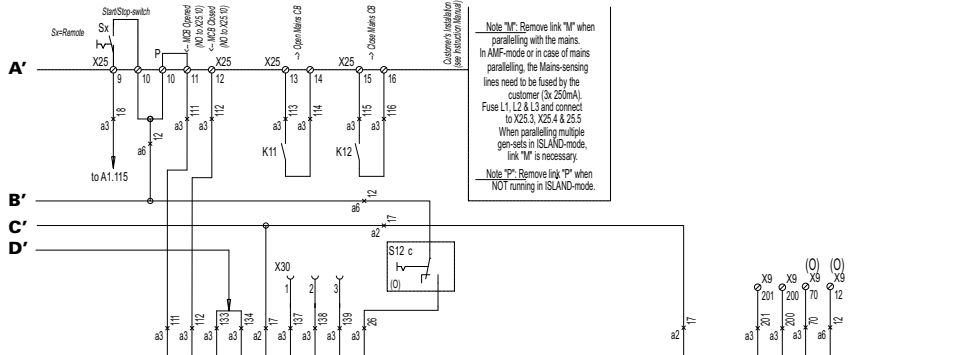 Start/Stop-switch
Sx=Remote
Sx
P
<-- MCB Opened
(NO to X25.10)
<-- MCB Closed
(NO to X25.10)
--> Open Mains CB
--> Close Mains CB
Customer's Installation
(see Instruction Manual)
Note "M": Remove link "M" when
parallelling with the mains.
In AMF-mode or in case of mains
parallelling, the Mains-sensing
lines need to be fused by the
customer (3x 250mA).
Fuse L1, L2 & L3 and connect
to X25.3, X25.4 & 25.5
When parallelling multiple
gen-sets in ISLAND-mode,
link "M" is necessary.
Note "P": Remove link "P" when
NOT running in ISLAND-mode.
A'
X25
X25
X25
X25
9
10
10
11
12
13
14
15
16
18
111
112
113
114
115
116
a3
a3
a3
a3
a3
a3
a3
12
a6
K11
K12
to A1.115
B'
12
a6
C'
17
a2
D'
S12 c
(O)
X30
1
2
3
(O)
(O)
X9
X9
X9
X9
201
200
70
12
111
112
133
134
17
137
138
139
26
17
201
200
70
12
a3
a3
a3
a3
a2
a3
a3
a3
a3
a2
a3
a3
a3
a6